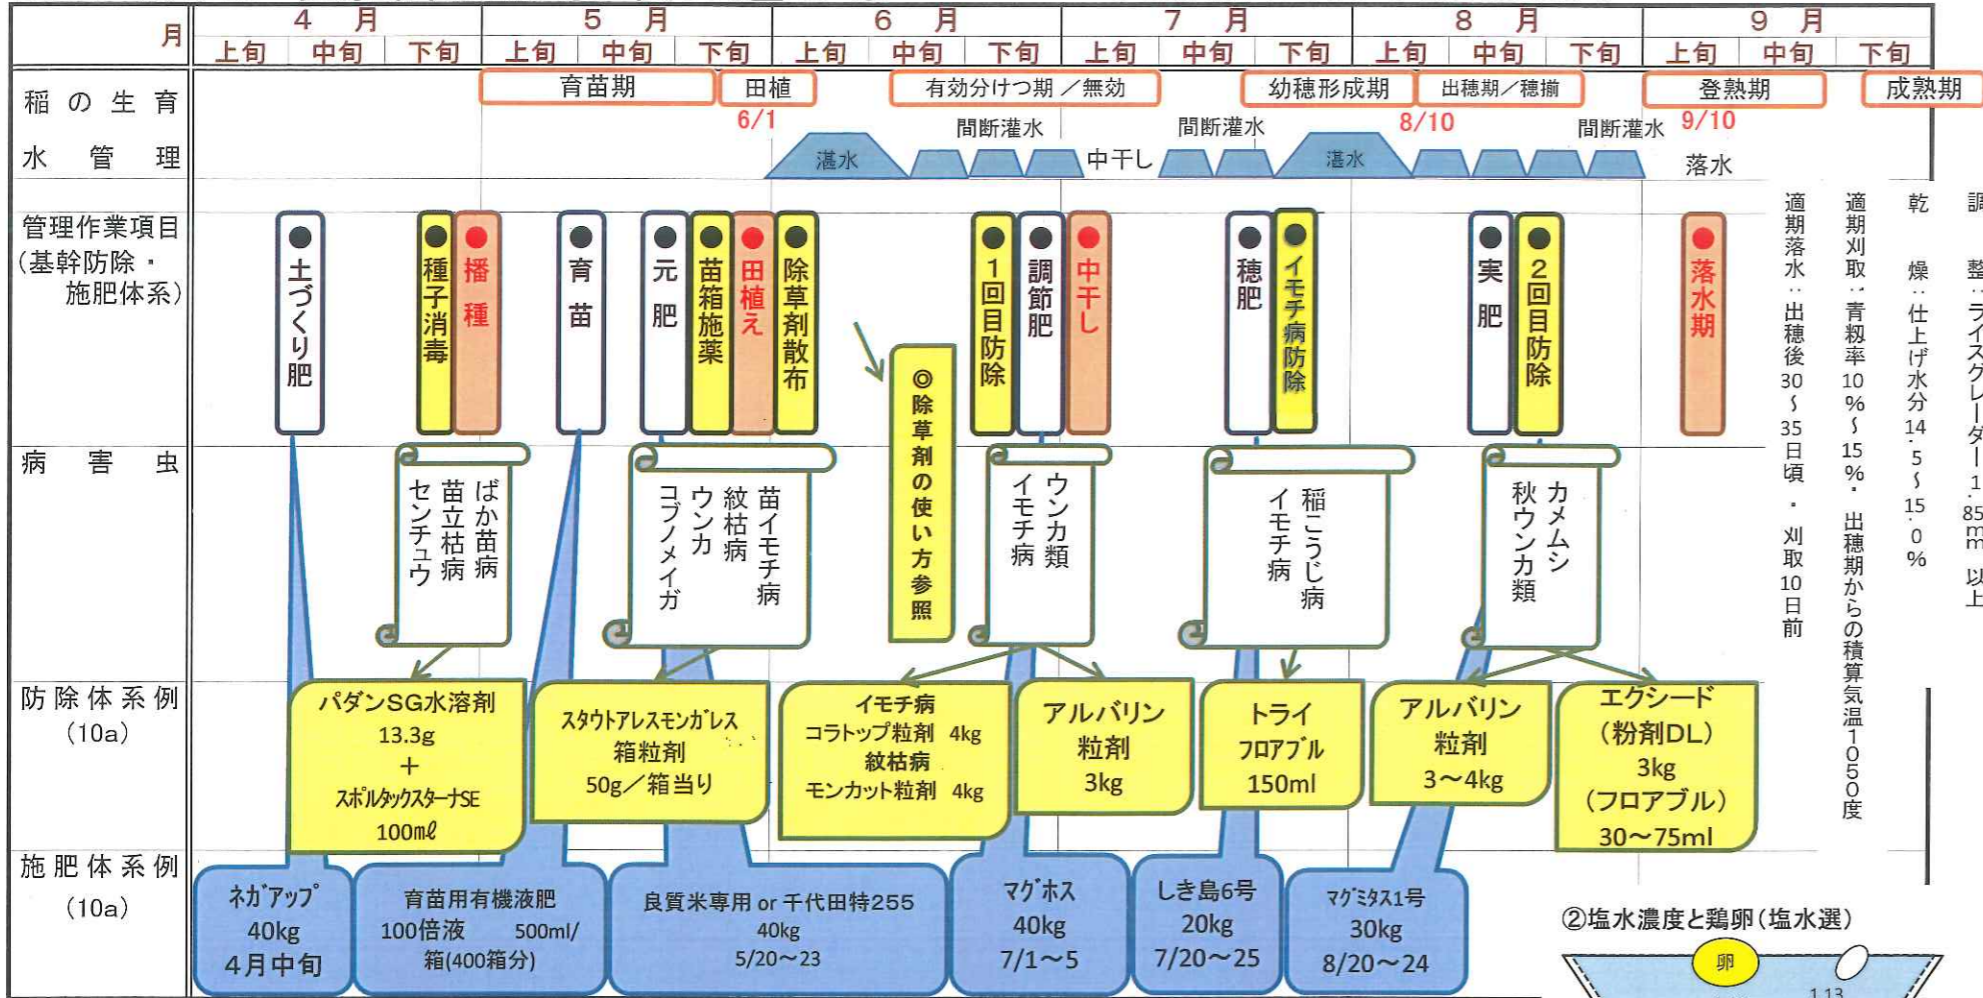 月
4 月
5 月
6 月
7 月
8 月
9 月
上旬 中旬 下旬 上旬 中旬 下旬 上旬 中旬 下旬 上旬 中旬 下旬 上旬 中旬 下旬 上旬 中旬 下旬
稲の生育
育苗期
田植
6/1
有効分けつ期／無効
幼穂形成期
出穂期／穂揃
8/10
登熟期
9/10
成熟期
水管理
湛水
間断灌水
中干し
間断灌水
湛水
間断灌水
落水
管理作業項目
（基幹防除・
施肥体系）
●土づくり肥
●種子消毒
●播種
●育苗
●元肥
●苗箱施薬
●田植え
●除草剤散布
◎除草剤の使い方参照
●1回目防除
●調節肥
●中干し
●穂肥
●イモチ病防除
●実肥
●2回目防除
●落水期
調整：ライスグレーダー1.85mm以上
乾燥：仕上げ水分14.5～15.0%
適期刈取：青籾率10%～15%・出穂期からの積算気温1050度
適期落水：出穂後30～35日頃・刈取10日前
病害虫
ばか苗病
苗立枯病
センチュウ
苗イモチ病
紋枯病
ウンカ
コブノメイガ
ウンカ類
イモチ病
稲こうじ病
イモチ病
カメムシ
秋ウンカ類
防除体系例
(10a)
パダンSG水溶剤
13.3g
+
スポルタックスターナSE
100mℓ
スタウトアレスモンガレス
箱粒剤
50g／箱当り
イモチ病
コラトップ粒剤 4kg
紋枯病
モンカット粒剤 4kg
アルバリン
粒剤
3kg
トライ
フロアブル
150ml
アルバリン
粒剤
3～4kg
エクシード
(粉剤DL)
3kg
(フロアブル)
30～75ml
施肥体系例
(10a)
ネガアップ
40kg
4月中旬
育苗用有機液肥
100倍液 500ml/
箱(400箱分)
良質米専用 or 千代田特255
40kg
5/20～23
マグホス
40kg
7/1～5
しき島6号
20kg
7/20～25
マグミタス1号
30kg
8/20～24
②塩水濃度と鶏卵(塩水選)
卵
1.13